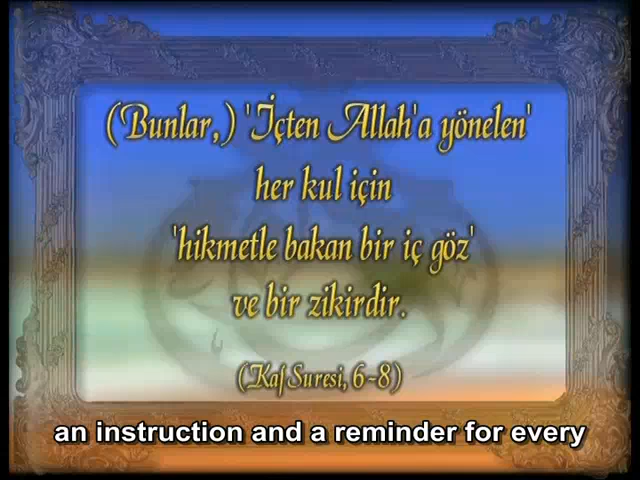 (Bunlar,) 'İçten Allah'a yönelen'
her kul için
'hikmetle bakan bir iç göz'
ve bir zikirdir.
(Kaf Suresi, 6-8)
an instruction and a reminder for every